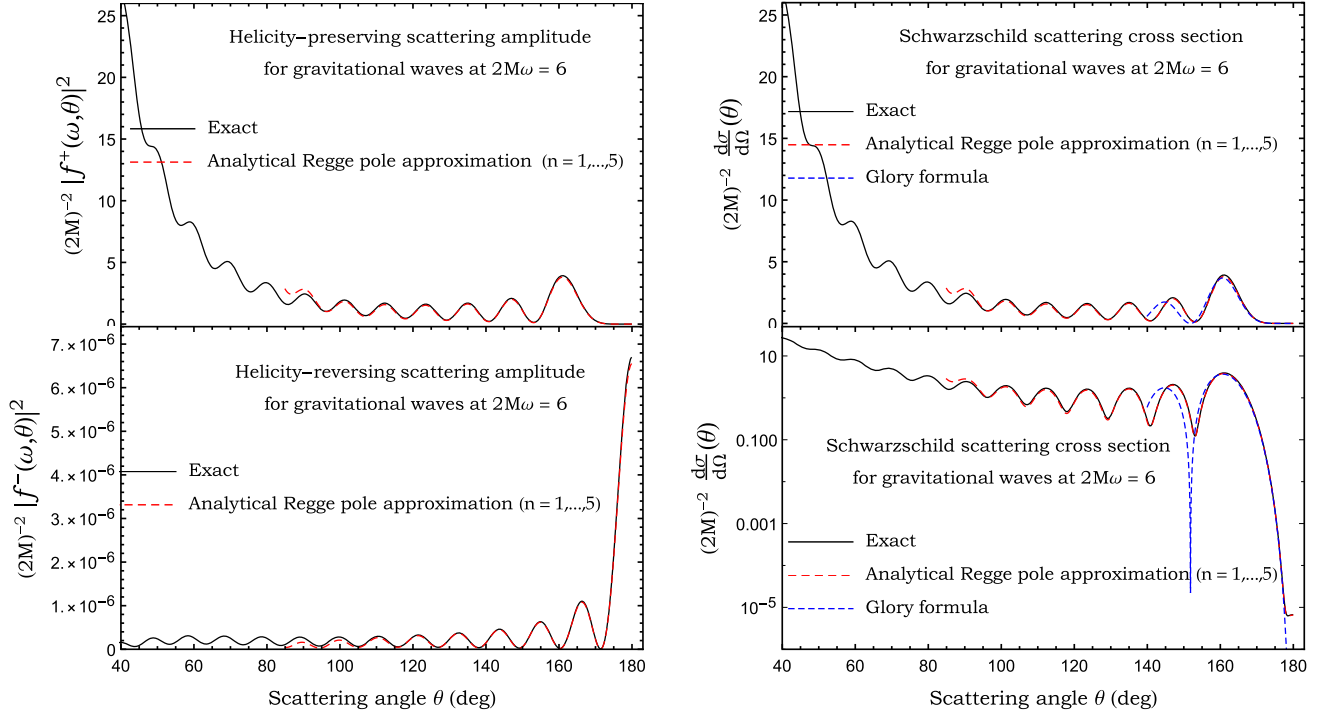 25
20
15
10
5
0
(2M)⁻² |f⁺(ω,θ)|²
Helicity−preserving scattering amplitude
for gravitational waves at 2Mω = 6
Exact
Analytical Regge pole approximation (n = 1,...,5)
7.×10⁻⁶
6.×10⁻⁶
5.×10⁻⁶
4.×10⁻⁶
3.×10⁻⁶
2.×10⁻⁶
1.×10⁻⁶
0
(2M)⁻² |f⁻(ω,θ)|²
Helicity−reversing scattering amplitude
for gravitational waves at 2Mω = 6
Exact
Analytical Regge pole approximation (n = 1,...,5)
40 60 80 100 120 140 160 180
Scattering angle θ (deg)
25
20
15
10
5
0
(2M)⁻² dσ/dΩ(θ)
Schwarzschild scattering cross section
for gravitational waves at 2Mω = 6
Exact
Analytical Regge pole approximation (n = 1,...,5)
Glory formula
10
0.100
0.001
10⁻⁵
(2M)⁻² dσ/dΩ(θ)
Schwarzschild scattering cross section
for gravitational waves at 2Mω = 6
Exact
Analytical Regge pole approximation (n = 1,...,5)
Glory formula
40 60 80 100 120 140 160 180
Scattering angle θ (deg)